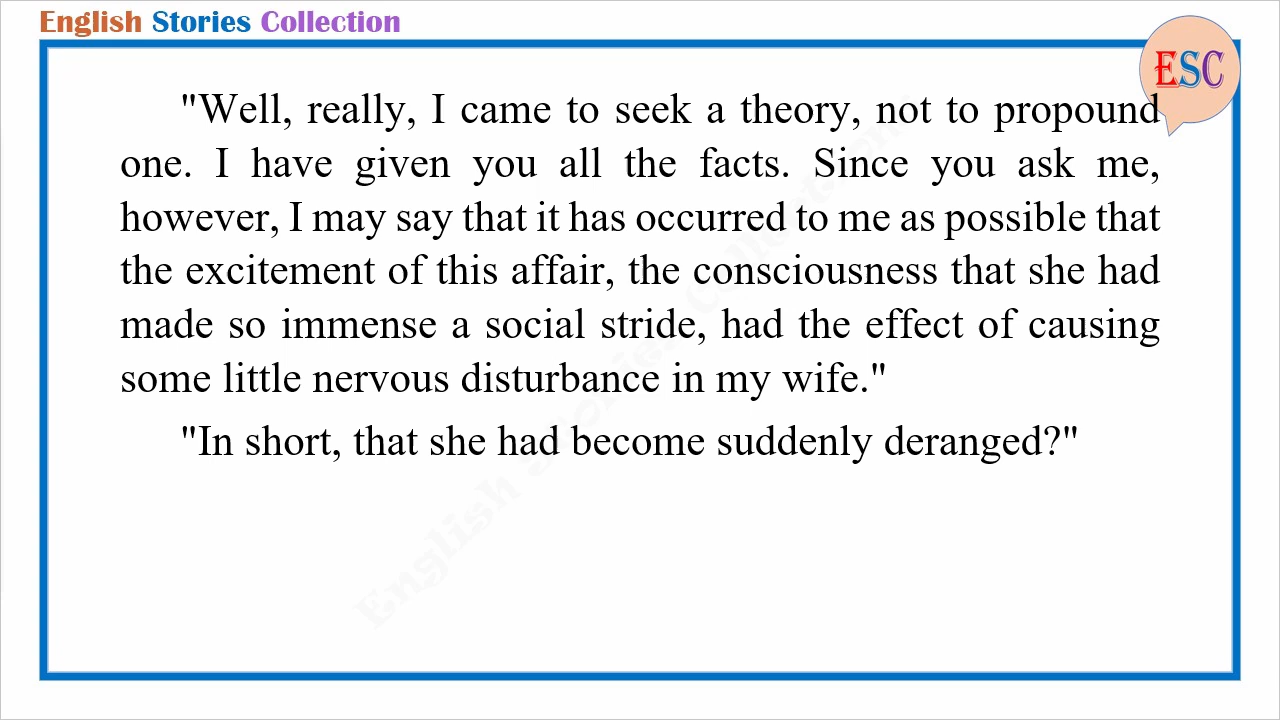 English Stories Collection
ESC
"Well, really, I came to seek a theory, not to propound
one. I have given you all the facts. Since you ask me,
however, I may say that it has occurred to me as possible that
the excitement of this affair, the consciousness that she had
made so immense a social stride, had the effect of causing
some little nervous disturbance in my wife."
"In short, that she had become suddenly deranged?"
English Stories Collection